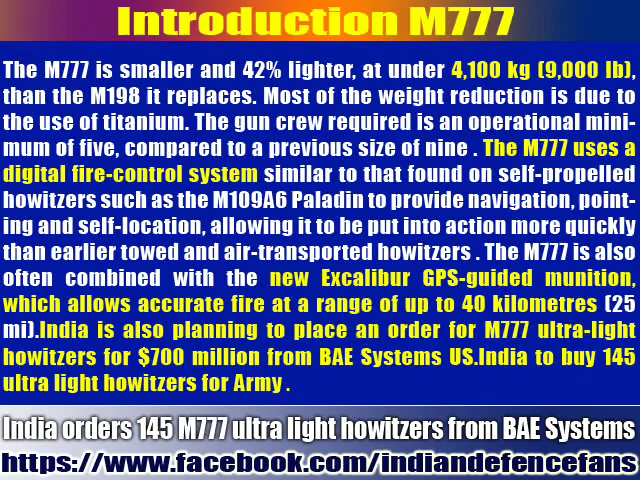 Introduction M777
The M777 is smaller and 42% lighter, at under 4,100 kg (9,000 lb),
than the M198 it replaces. Most of the weight reduction is due to
the use of titanium. The gun crew required is an operational mini-
mum of five, compared to a previous size of nine . The M777 uses a
digital fire-control system similar to that found on self-propelled
howitzers such as the M109A6 Paladin to provide navigation, point-
ing and self-location, allowing it to be put into action more quickly
than earlier towed and air-transported howitzers . The M777 is also
often combined with the new Excalibur GPS-guided munition,
which allows accurate fire at a range of up to 40 kilometres (25
mi).India is also planning to place an order for M777 ultra-light
howitzers for $700 million from BAE Systems US.India to buy 145
ultra light howitzers for Army .
India orders 145 M777 ultra light howitzers from BAE Systems
https://www.facebook.com/indiandefencefans